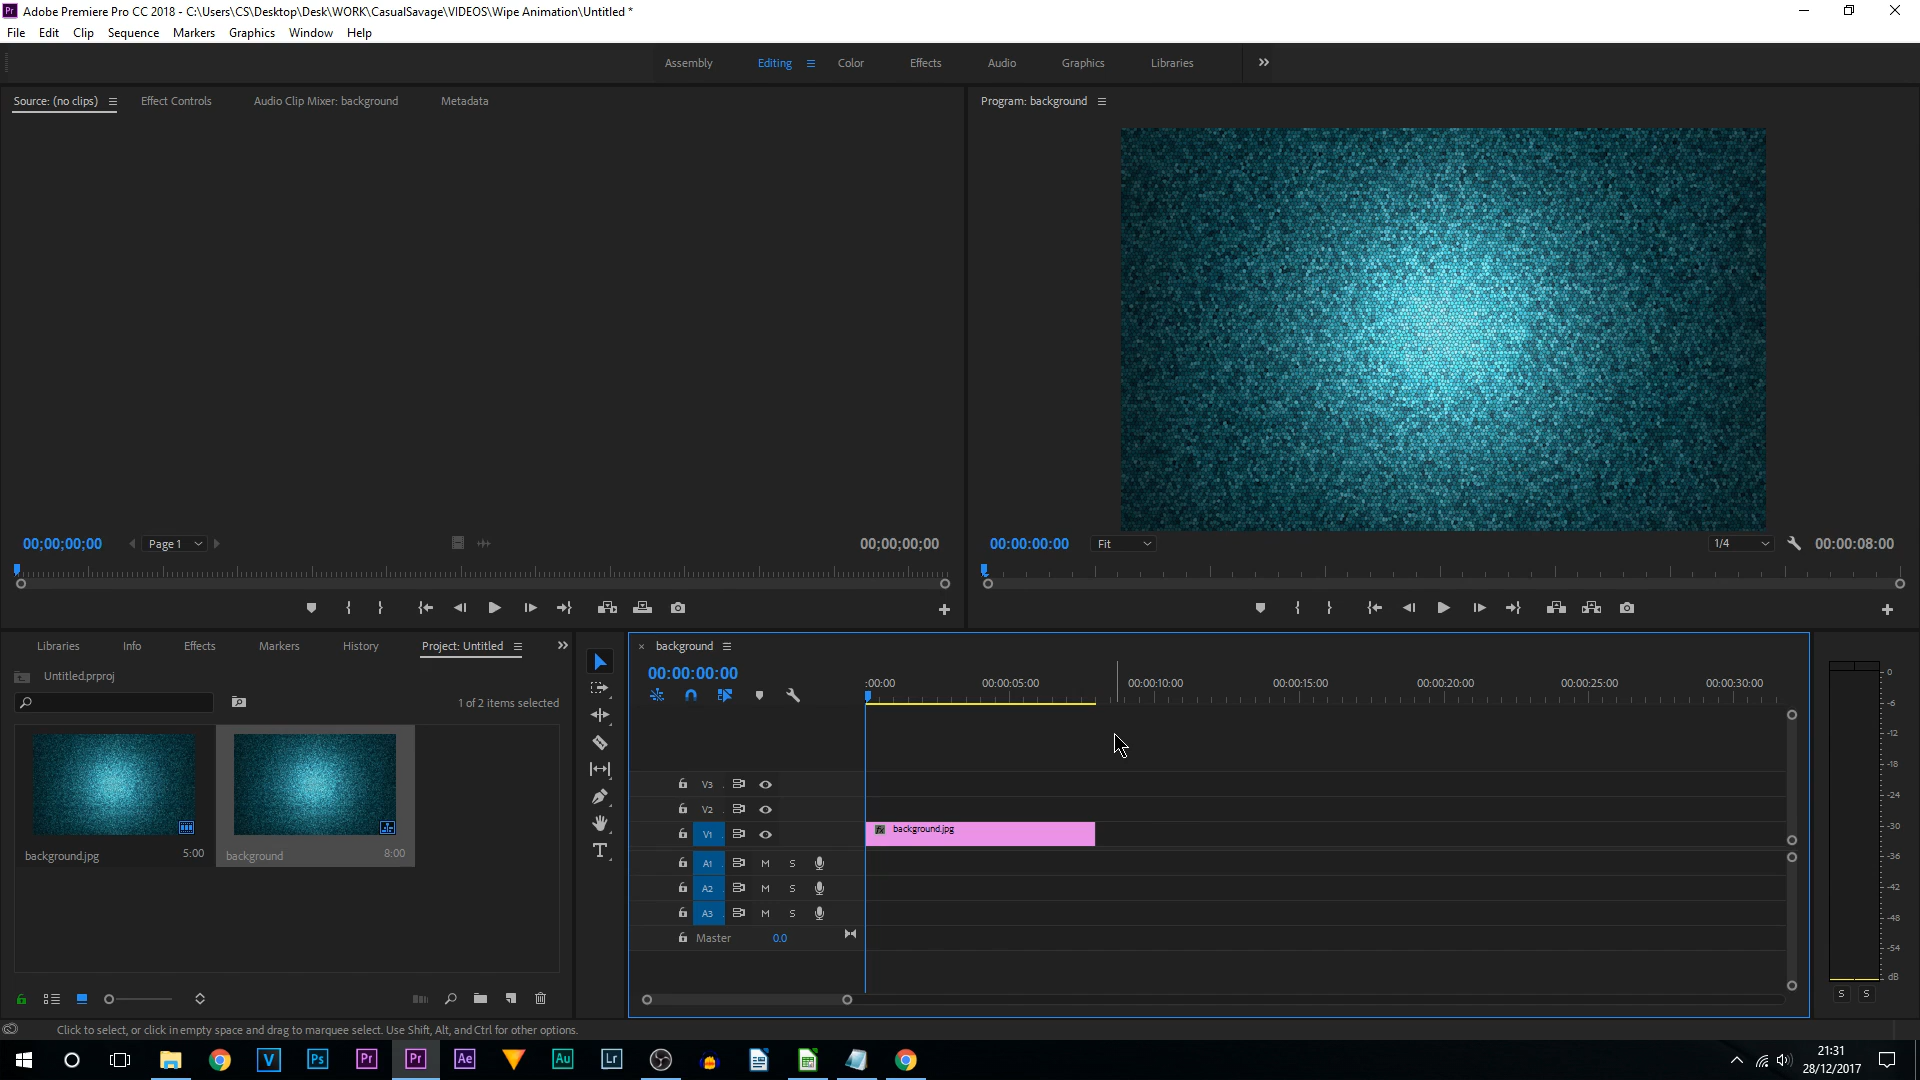 Pr Adobe Premiere Pro CC 2018 - C:\Users\CS\Desktop\Desk\WORK\CasualSavage\VIDEOS\Wipe Animation\Untitled *
File Edit Clip Sequence Markers Graphics Window Help
Assembly Editing Color Effects Audio Graphics Libraries
Source: (no clips) Effect Controls Audio Clip Mixer: background Metadata
Program: background
00;00;00;00 Page 1 00;00;00;00
00:00:00:00 Fit 1/4 00:00:08:00
Libraries Info Effects Markers History Project: Untitled
Untitled.prproj
1 of 2 items selected
background.jpg 5:00
background 8:00
background
00:00:00:00
:00:00 00:00:05:00 00:00:10:00 00:00:15:00 00:00:20:00 00:00:25:00 00:00:30:00
V3
V2
V1 fx background.jpg
A1 M S
A2 M S
A3 M S
Master 0.0
0
-6
-12
-18
-24
-30
-36
-42
-48
-54
dB
S S
Click to select, or click in empty space and drag to marquee select. Use Shift, Alt, and Ctrl for other options.
V Ps Pr Pr Ae Au Lr
21:31
28/12/2017